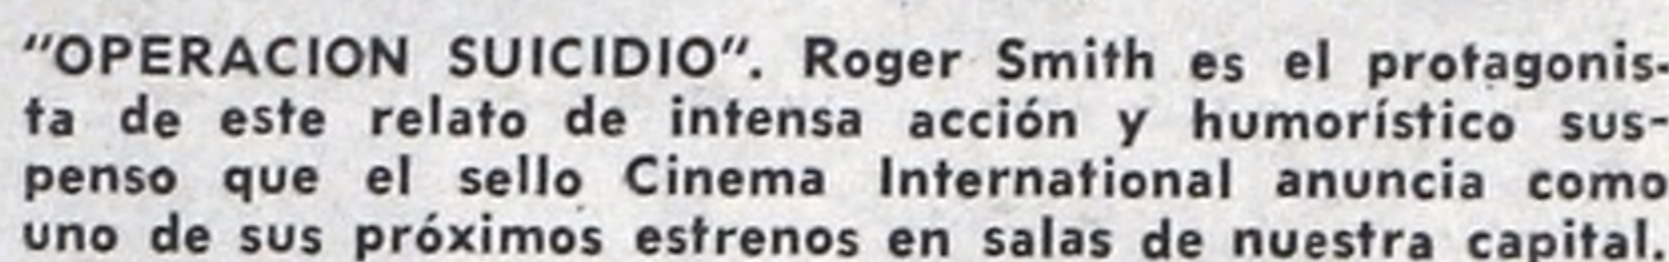 "OPERACION SUICIDIO". Roger Smith es el protagonis-
ta de este relato de intensa acción y humorístico sus-
penso que el sello Cinema International anuncia como
uno de sus próximos estrenos en salas de nuestra capital.